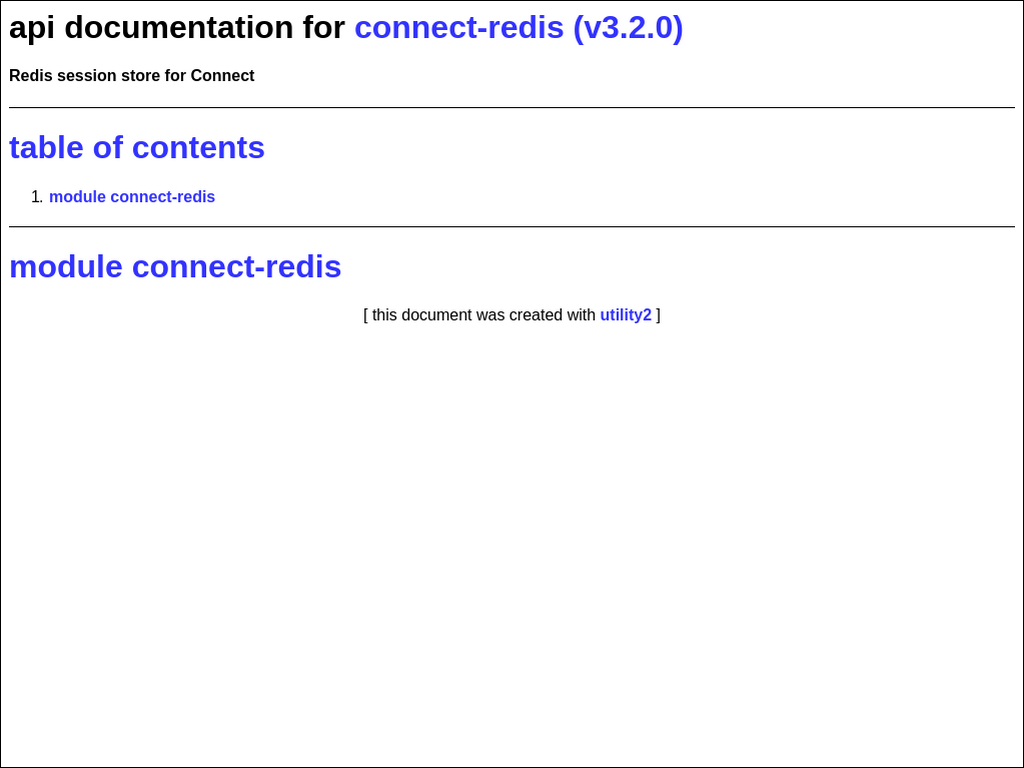 api documentation for connect-redis (v3.2.0)
Redis session store for Connect
table of contents
1. module connect-redis
module connect-redis
[ this document was created with utility2 ]